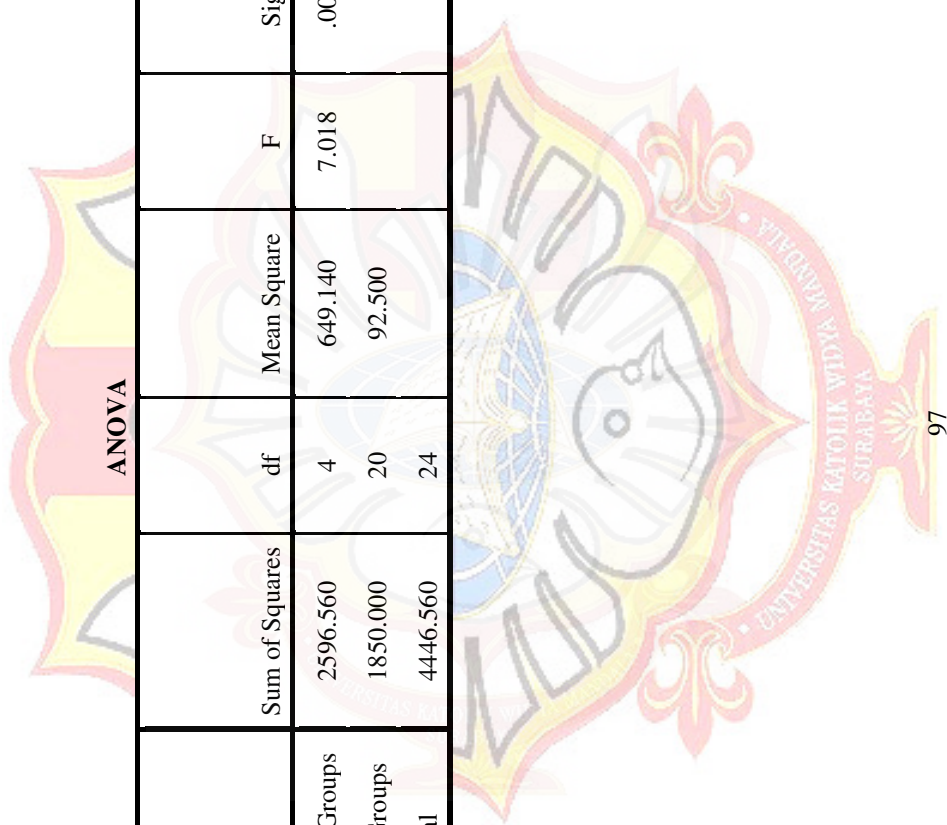 ANOVA
Sum of Squares df Mean Square F
Groups 2596.560 4 649.140 7.018 .00
1850.000 20 92.500
4446.560 24
UNIVERSITAS KATOLIK WIDYA MANDALA
SURABAYA
97